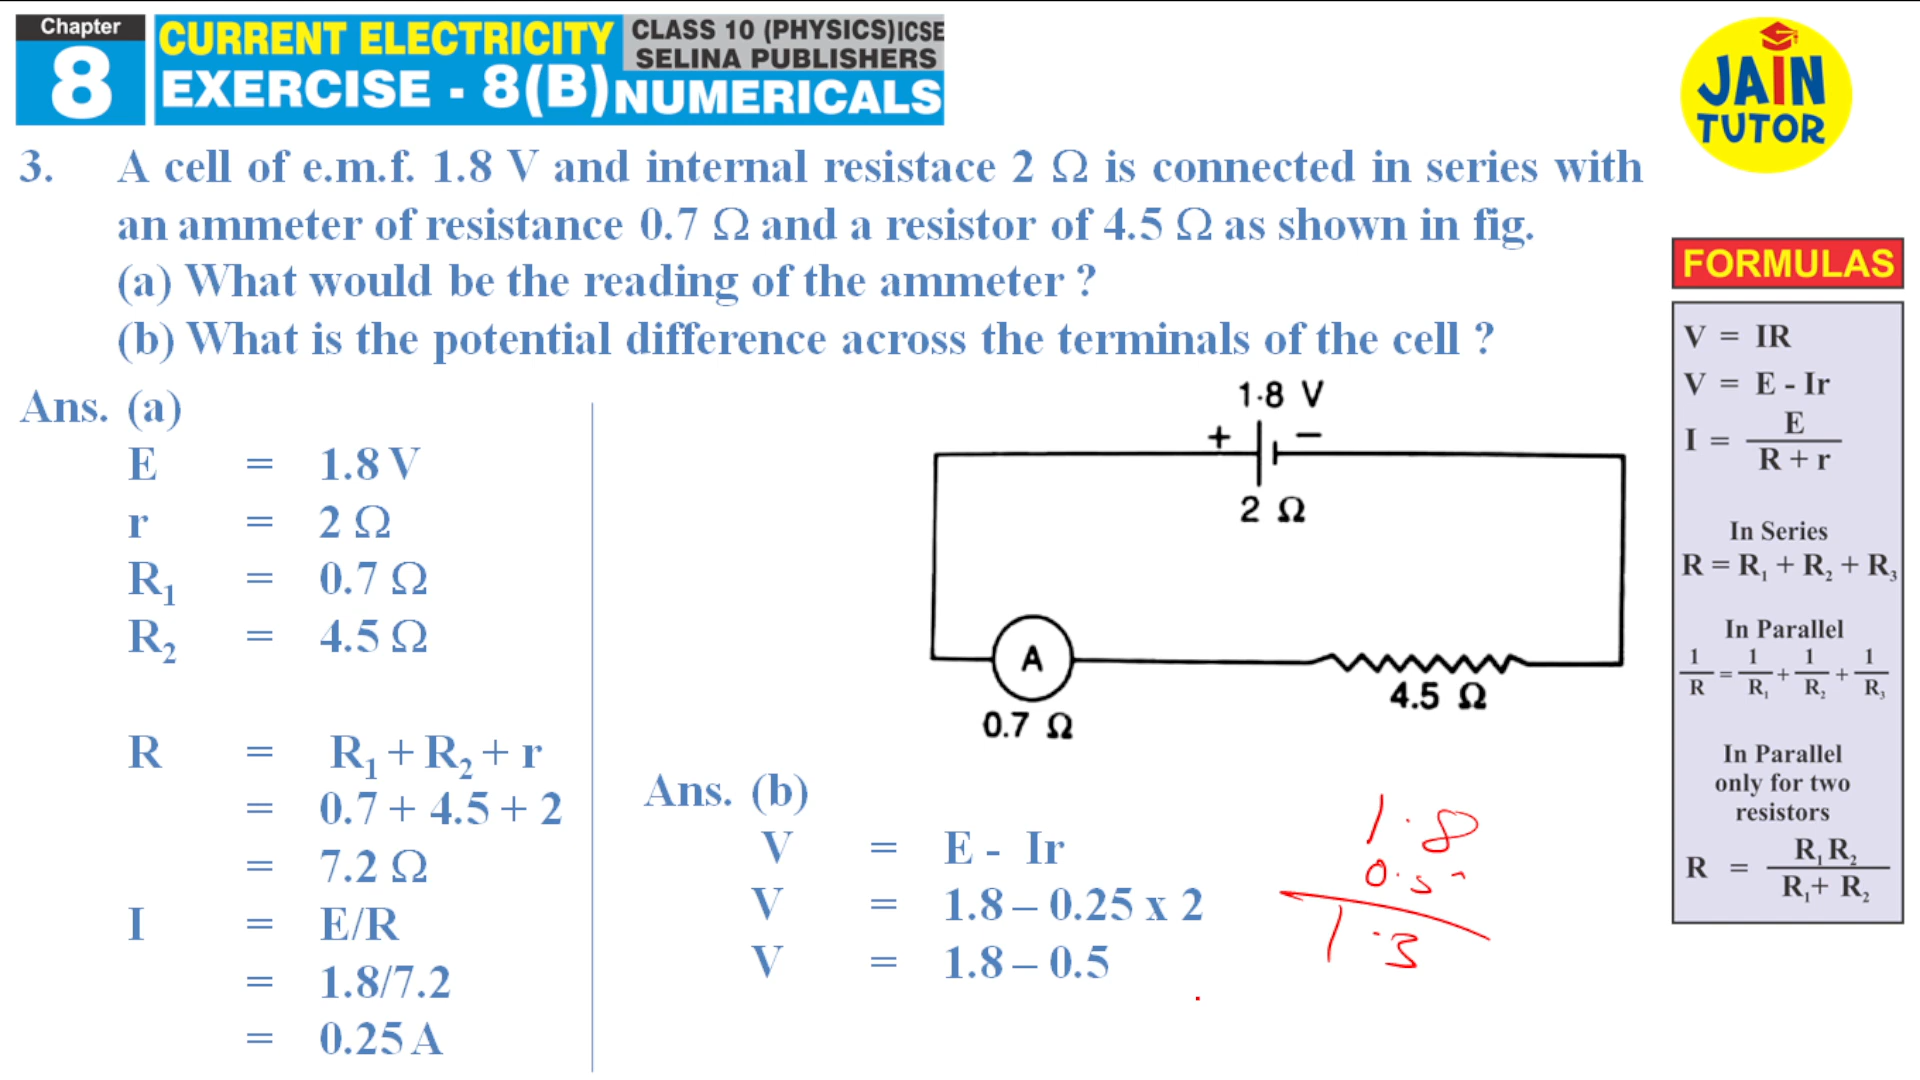 Chapter
8
CURRENT ELECTRICITY
EXERCISE - 8(B)
CLASS 10 (PHYSICS)ICSE
SELINA PUBLISHERS
NUMERICALS
JAIN
TUTOR
3. A cell of e.m.f. 1.8 V and internal resistace 2 Ω is connected in series with
an ammeter of resistance 0.7 Ω and a resistor of 4.5 Ω as shown in fig.
(a) What would be the reading of the ammeter ?
(b) What is the potential difference across the terminals of the cell ?
Ans. (a)
E = 1.8 V
r = 2 Ω
R₁ = 0.7 Ω
R₂ = 4.5 Ω
R = R₁ + R₂ + r
= 0.7 + 4.5 + 2
= 7.2 Ω
I = E/R
= 1.8/7.2
= 0.25 A
1·8 V
+ −
2 Ω
A
0.7 Ω
4.5 Ω
Ans. (b)
V = E - Ir
V = 1.8 – 0.25 x 2
V = 1.8 – 0.5
1.8
0.5
1.3
FORMULAS
V = IR
V = E - Ir
I = E / R + r
In Series
R = R₁ + R₂ + R₃
In Parallel
1/R = 1/R₁ + 1/R₂ + 1/R₃
In Parallel
only for two
resistors
R = R₁ R₂ / R₁+ R₂